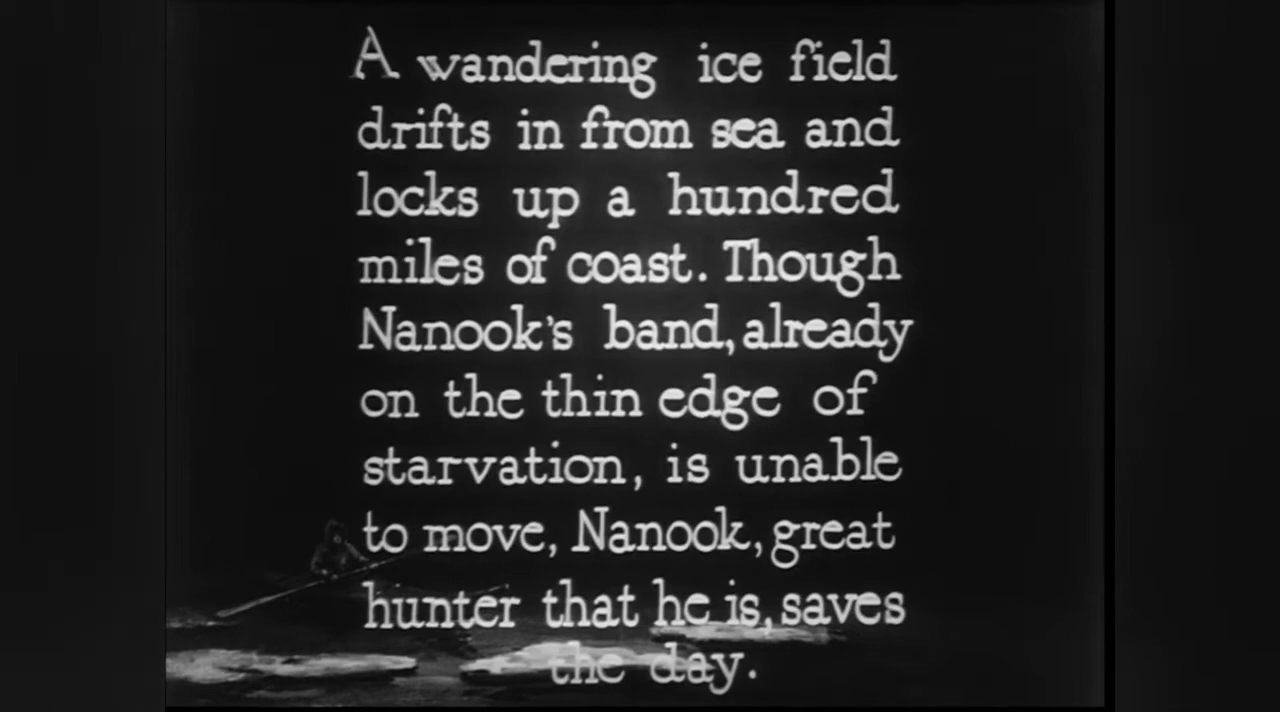 A wandering ice field
drifts in from sea and
locks up a hundred
miles of coast. Though
Nanook's band, already
on the thin edge of
starvation, is unable
to move, Nanook, great
hunter that he is, saves
the day.